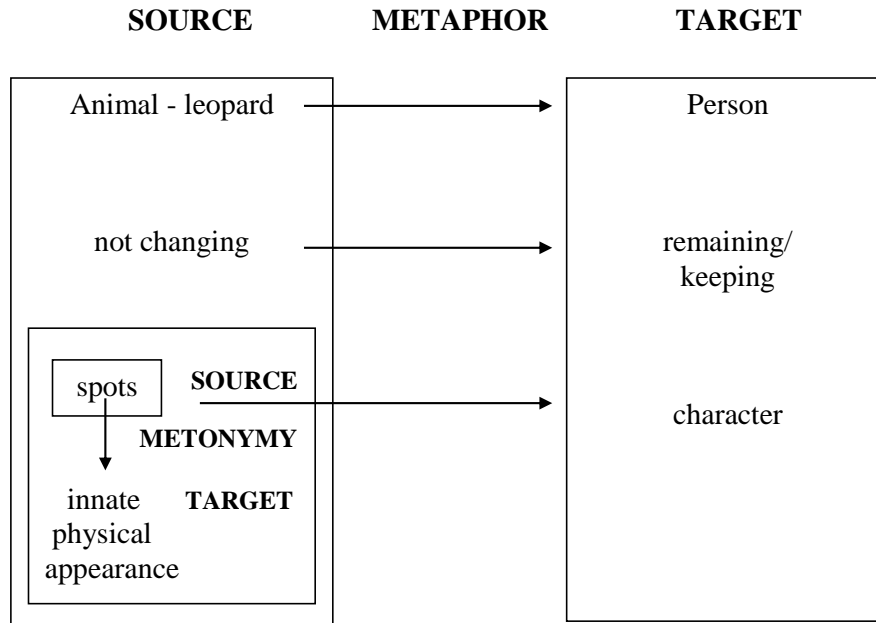 SOURCE METAPHOR TARGET
Animal - leopard Person
not changing remaining/
keeping
spots SOURCE
character
METONYMY
innate TARGET
physical
appearance